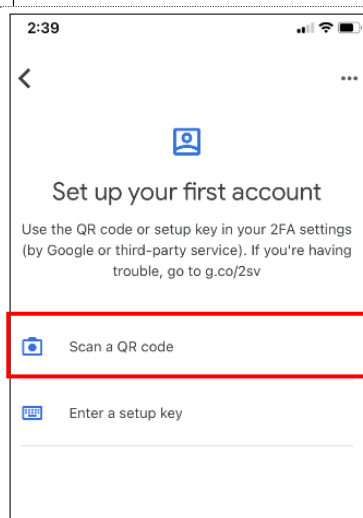 2:39
Set up your first account
Use the QR code or setup key in your 2FA settings
(by Google or third-party service). If you're having
trouble, go to g.co/2sv
Scan a QR code
Enter a setup key